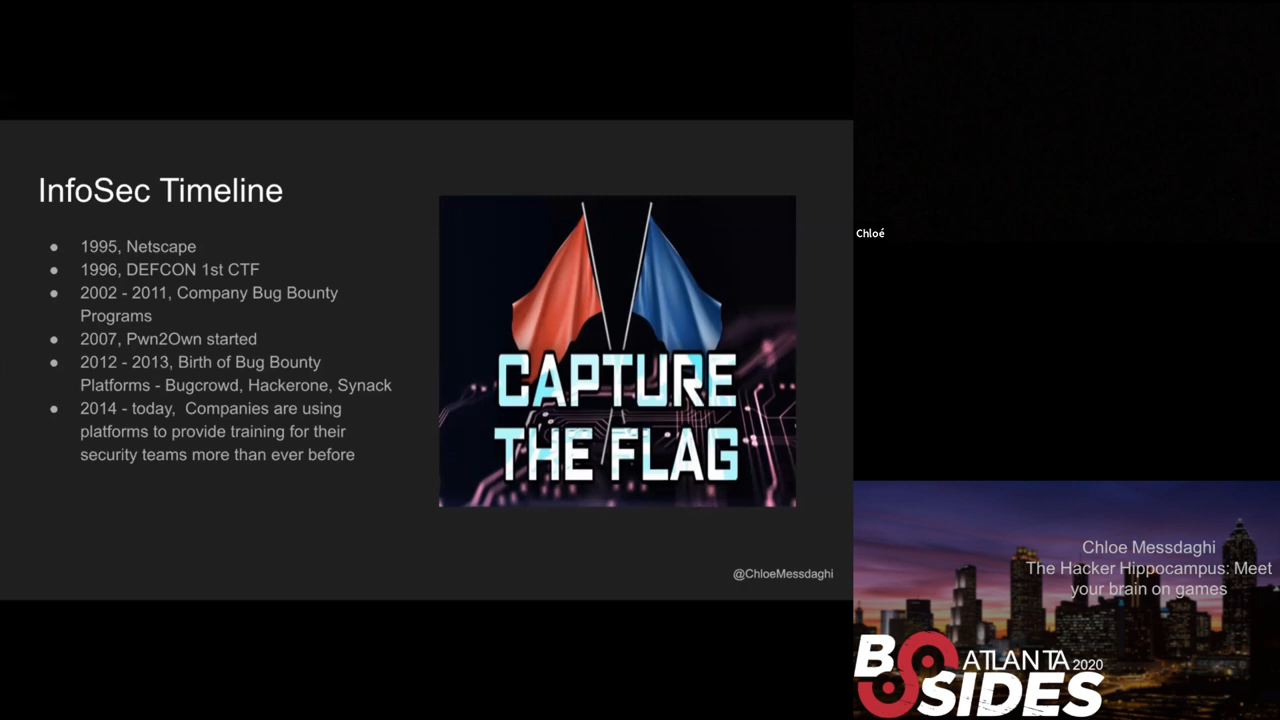 InfoSec Timeline
● 1995, Netscape
● 1996, DEFCON 1st CTF
● 2002 - 2011, Company Bug Bounty
Programs
● 2007, Pwn2Own started
● 2012 - 2013, Birth of Bug Bounty
Platforms - Bugcrowd, Hackerone, Synack
● 2014 - today, Companies are using
platforms to provide training for their
security teams more than ever before
CAPTURE
THE FLAG
@ChloeMessdaghi
Chloé
Chloe Messdaghi
The Hacker Hippocampus: Meet
your brain on games
BSIDES
ATLANTA 2020